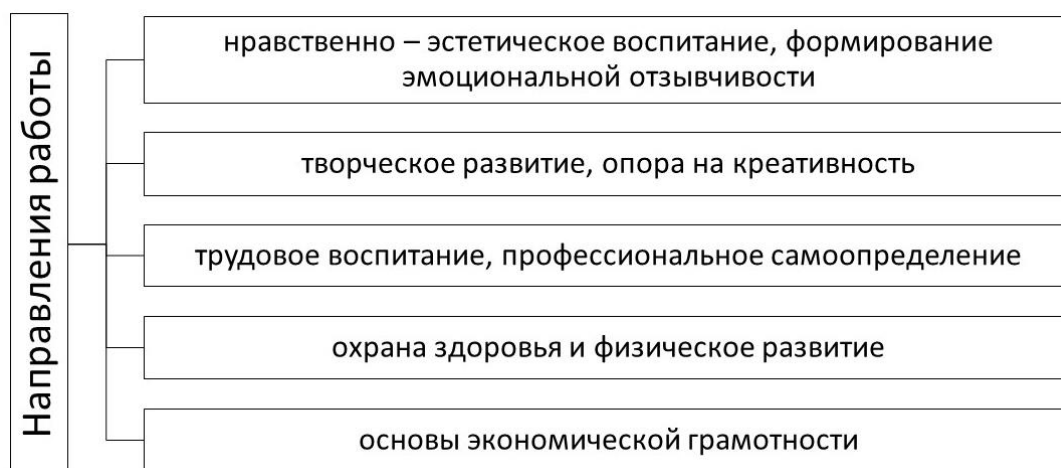 Направления работы
нравственно – эстетическое воспитание, формирование
эмоциональной отзывчивости
творческое развитие, опора на креативность
трудовое воспитание, профессиональное самоопределение
охрана здоровья и физическое развитие
основы экономической грамотности